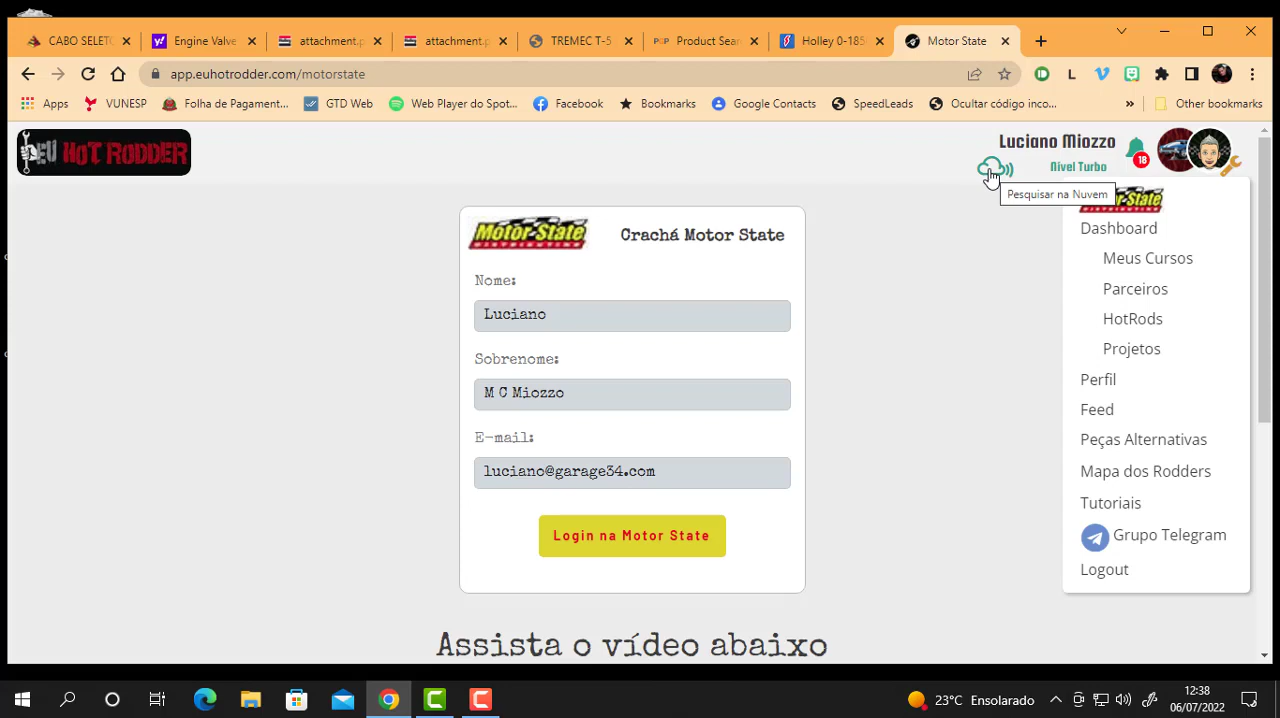 CABO SELETO
Engine Valve
attachment.p
attachment.p
TREMEC T-5
Product Sear
Holley 0-185
Motor State
app.euhotrodder.com/motorstate
L
Apps
VUNESP
Folha de Pagament...
GTD Web
Web Player do Spot...
Facebook
Bookmarks
Google Contacts
SpeedLeads
Ocultar código inco...
»
Other bookmarks
EU HOT RODDER
Luciano Miozzo
18
Nivel Turbo
Pesquisar na Nuvem
Motor State
DISTRIBUTING
Crachá Motor State
Nome:
Luciano
Sobrenome:
M C Miozzo
E-mail:
luciano@garage34.com
Login na Motor State
Assista o vídeo abaixo
Dashboard
Meus Cursos
Parceiros
HotRods
Projetos
Perfil
Feed
Peças Alternativas
Mapa dos Rodders
Tutoriais
Grupo Telegram
Logout
23°C Ensolarado
12:38
06/07/2022